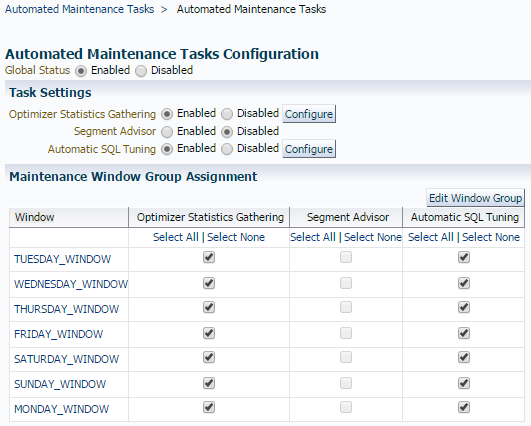 Automated Maintenance Tasks > Automated Maintenance Tasks
Automated Maintenance Tasks Configuration
Global Status Enabled Disabled
Task Settings
Optimizer Statistics Gathering Enabled Disabled Configure
Segment Advisor Enabled Disabled
Automatic SQL Tuning Enabled Disabled Configure
Maintenance Window Group Assignment
Edit Window Group
Window Optimizer Statistics Gathering Segment Advisor Automatic SQL Tuning
Select All | Select None Select All | Select None Select All | Select None
TUESDAY_WINDOW
WEDNESDAY_WINDOW
THURSDAY_WINDOW
FRIDAY_WINDOW
SATURDAY_WINDOW
SUNDAY_WINDOW
MONDAY_WINDOW